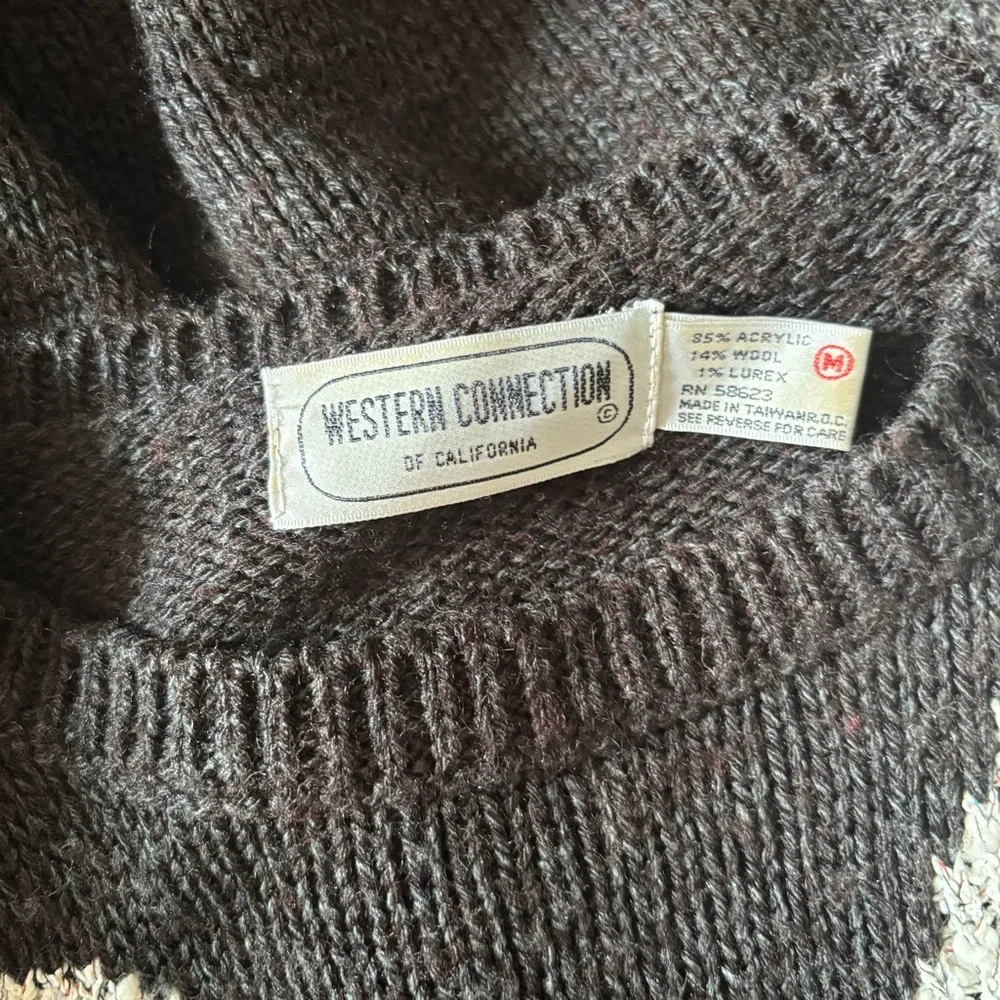 WESTERN CONNECTION
©
OF CALIFORNIA
85% ACRYLIC
14% WOOL
1% LUREX
M
RN 58623
MADE IN TAIWAN R.O.C.
SEE REVERSE FOR CARE